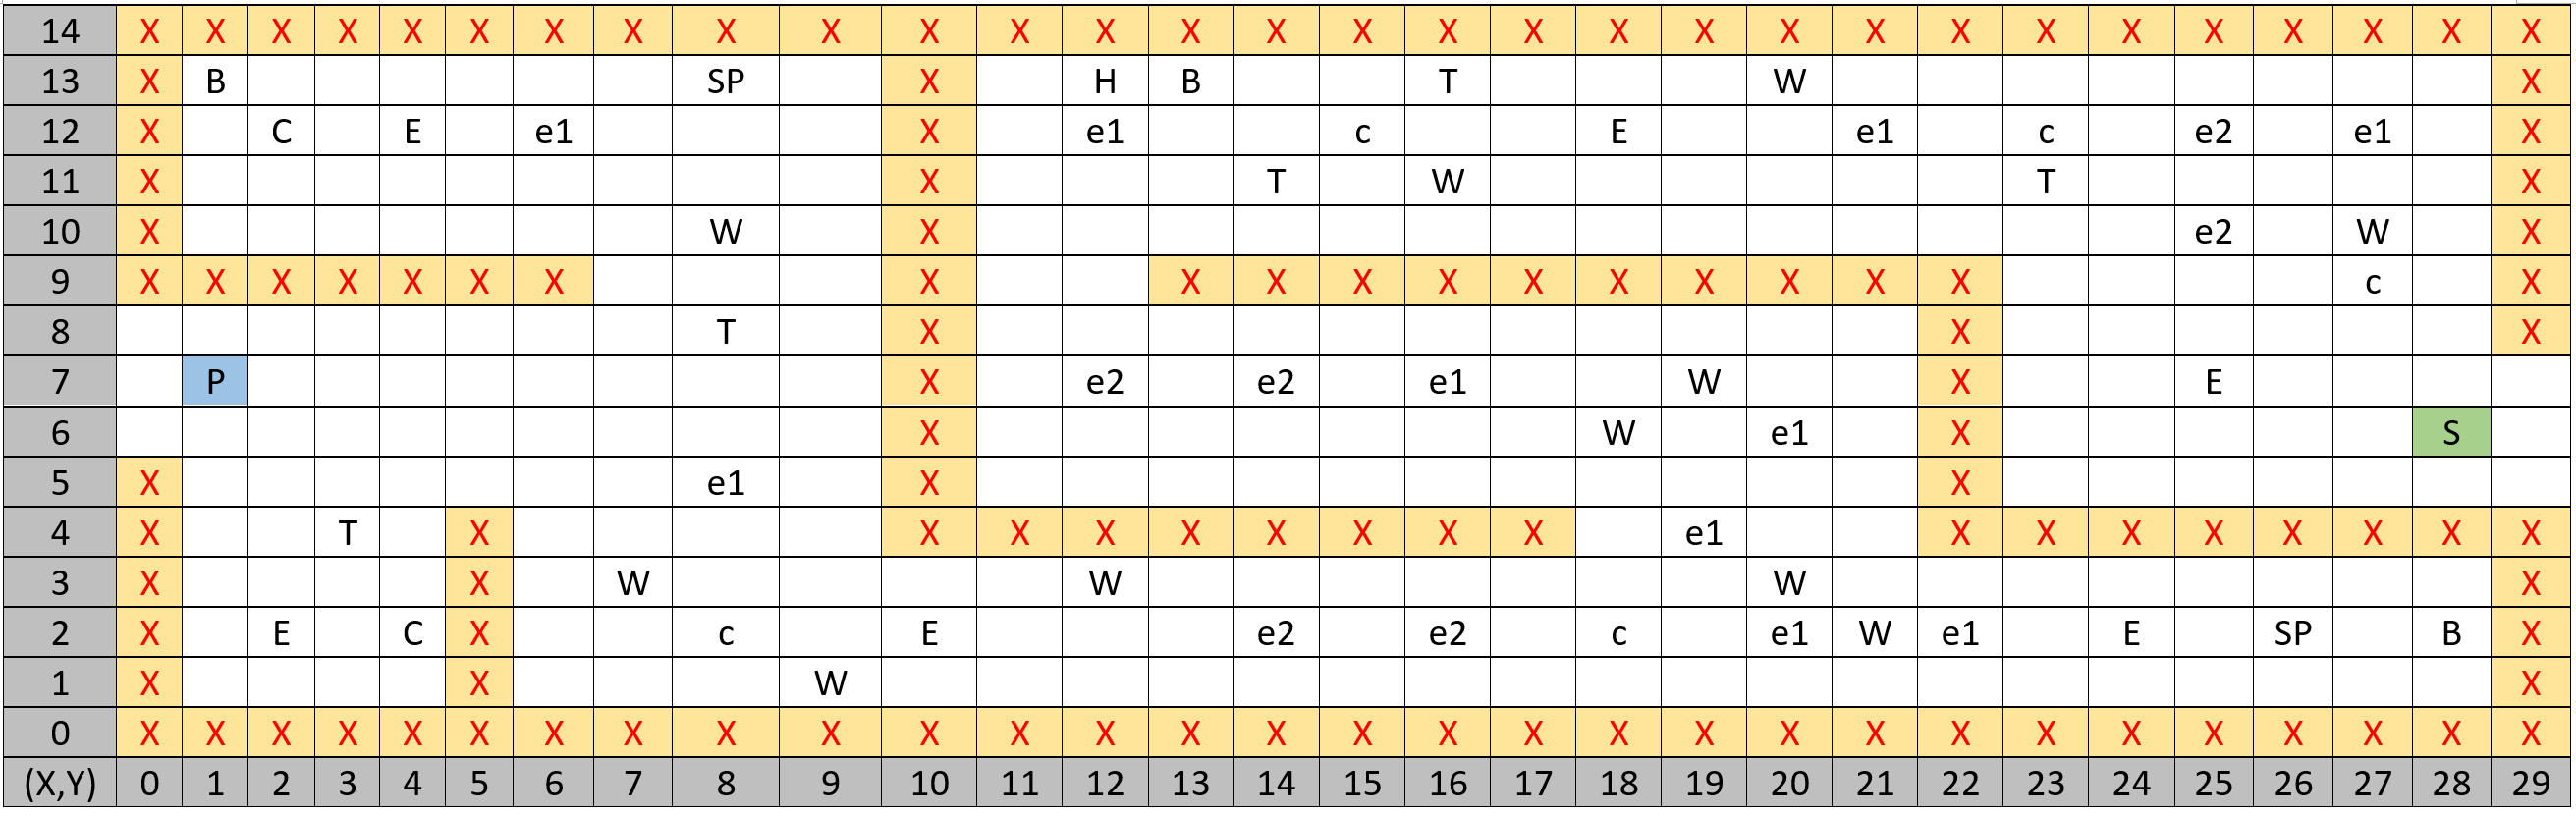 14 X X X X X X X X X X X X X X X X X X X X X X X X X X X X X X
13 X B SP X H B T W X
12 X C E e1 X e1 c E e1 c e2 e1 X
11 X X T W T X
10 X W X e2 W X
9 X X X X X X X X X X X X X X X X X X c X
8 T X X X
7 P X e2 e2 e1 W X E
6 X W e1 X S
5 X e1 X X
4 X T X X X X X X X X X e1 X X X X X X X X
3 X X W W W X
2 X E C X c E e2 e2 c e1 W e1 E SP B X
1 X X W X
0 X X X X X X X X X X X X X X X X X X X X X X X X X X X X X X
(X,Y) 0 1 2 3 4 5 6 7 8 9 10 11 12 13 14 15 16 17 18 19 20 21 22 23 24 25 26 27 28 29